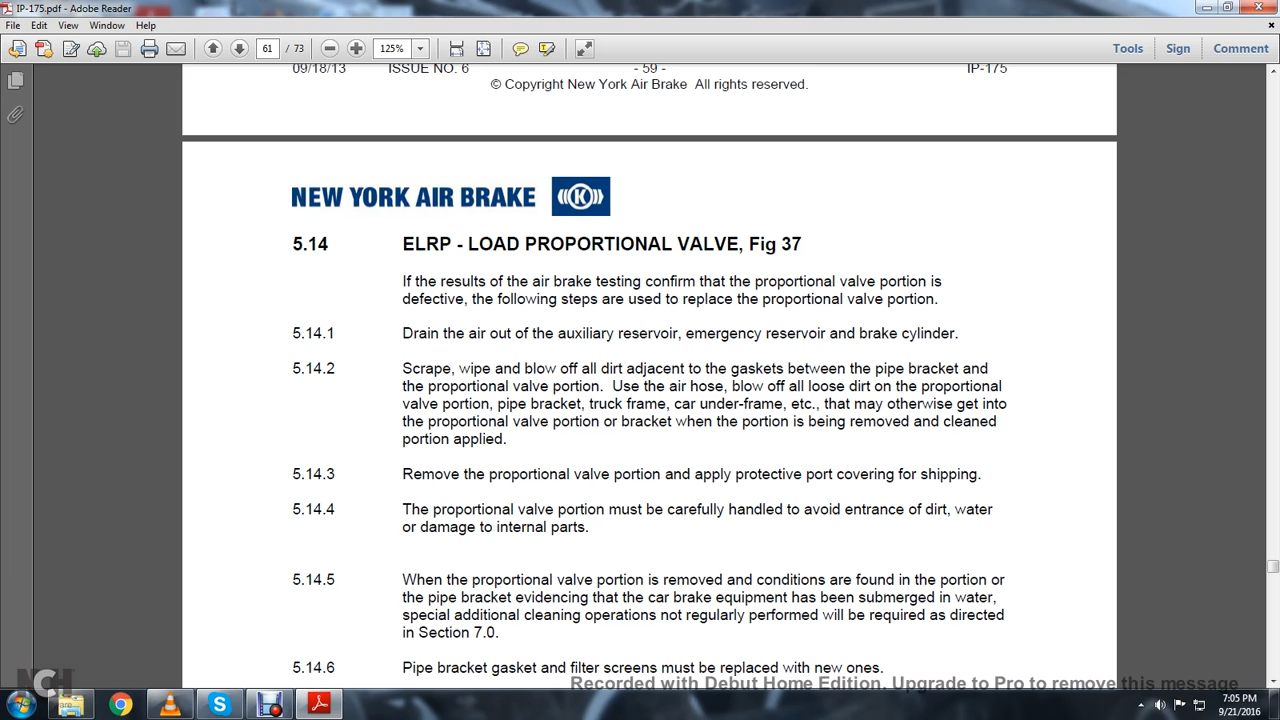 IP-175.pdf - Adobe Reader
File Edit View Window Help
61 / 73 125% Tools Sign Comment
09/18/13 ISSUE NO. 6 - 59 - IP-175
© Copyright New York Air Brake All rights reserved.
NEW YORK AIR BRAKE K
5.14 ELRP - LOAD PROPORTIONAL VALVE, Fig 37
If the results of the air brake testing confirm that the proportional valve portion is
defective, the following steps are used to replace the proportional valve portion.
5.14.1 Drain the air out of the auxiliary reservoir, emergency reservoir and brake cylinder.
5.14.2 Scrape, wipe and blow off all dirt adjacent to the gaskets between the pipe bracket and
the proportional valve portion. Use the air hose, blow off all loose dirt on the proportional
valve portion, pipe bracket, truck frame, car under-frame, etc., that may otherwise get into
the proportional valve portion or bracket when the portion is being removed and cleaned
portion applied.
5.14.3 Remove the proportional valve portion and apply protective port covering for shipping.
5.14.4 The proportional valve portion must be carefully handled to avoid entrance of dirt, water
or damage to internal parts.
5.14.5 When the proportional valve portion is removed and conditions are found in the portion or
the pipe bracket evidencing that the car brake equipment has been submerged in water,
special additional cleaning operations not regularly performed will be required as directed
in Section 7.0.
5.14.6 Pipe bracket gasket and filter screens must be replaced with new ones.
Recorded with Debut Home Edition. Upgrade to Pro to remove this message
NCH
7:05 PM
9/21/2016